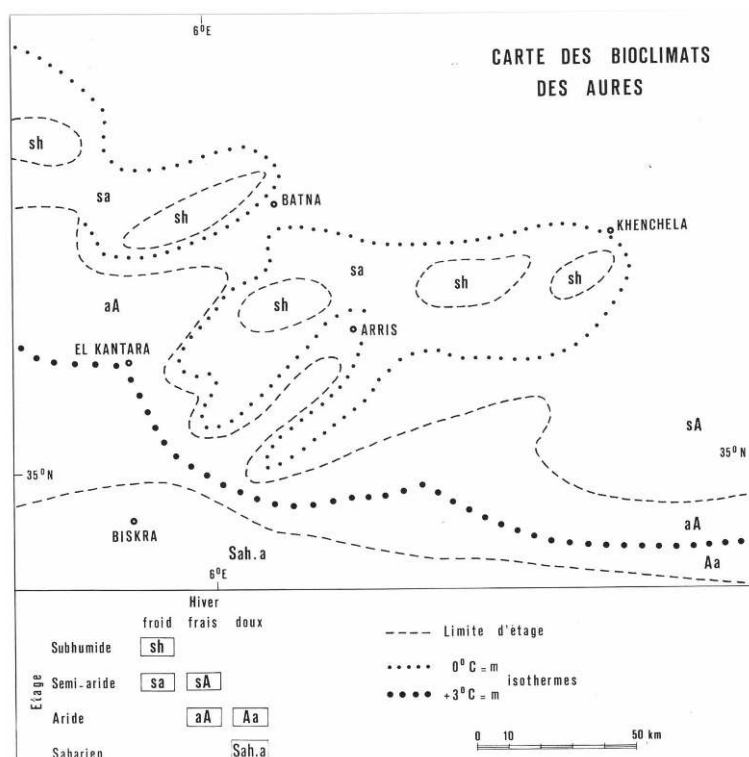 6°E
CARTE DES BIOCLIMATS
DES AURES
sh
sa
sh
BATNA
KHENCHELA
sa
sh
sh
sh
aA
ARRIS
EL KANTARA
sA
35°N
35°N
BISKRA
aA
Sah.a
Aa
6°E
Hiver
froid frais doux
Etage
Subhumide sh
Semi-aride sa sA
Aride aA Aa
Saharien Sah.a
Limite d'étage
0°C = m
isothermes
+3°C = m
0 10 50 km